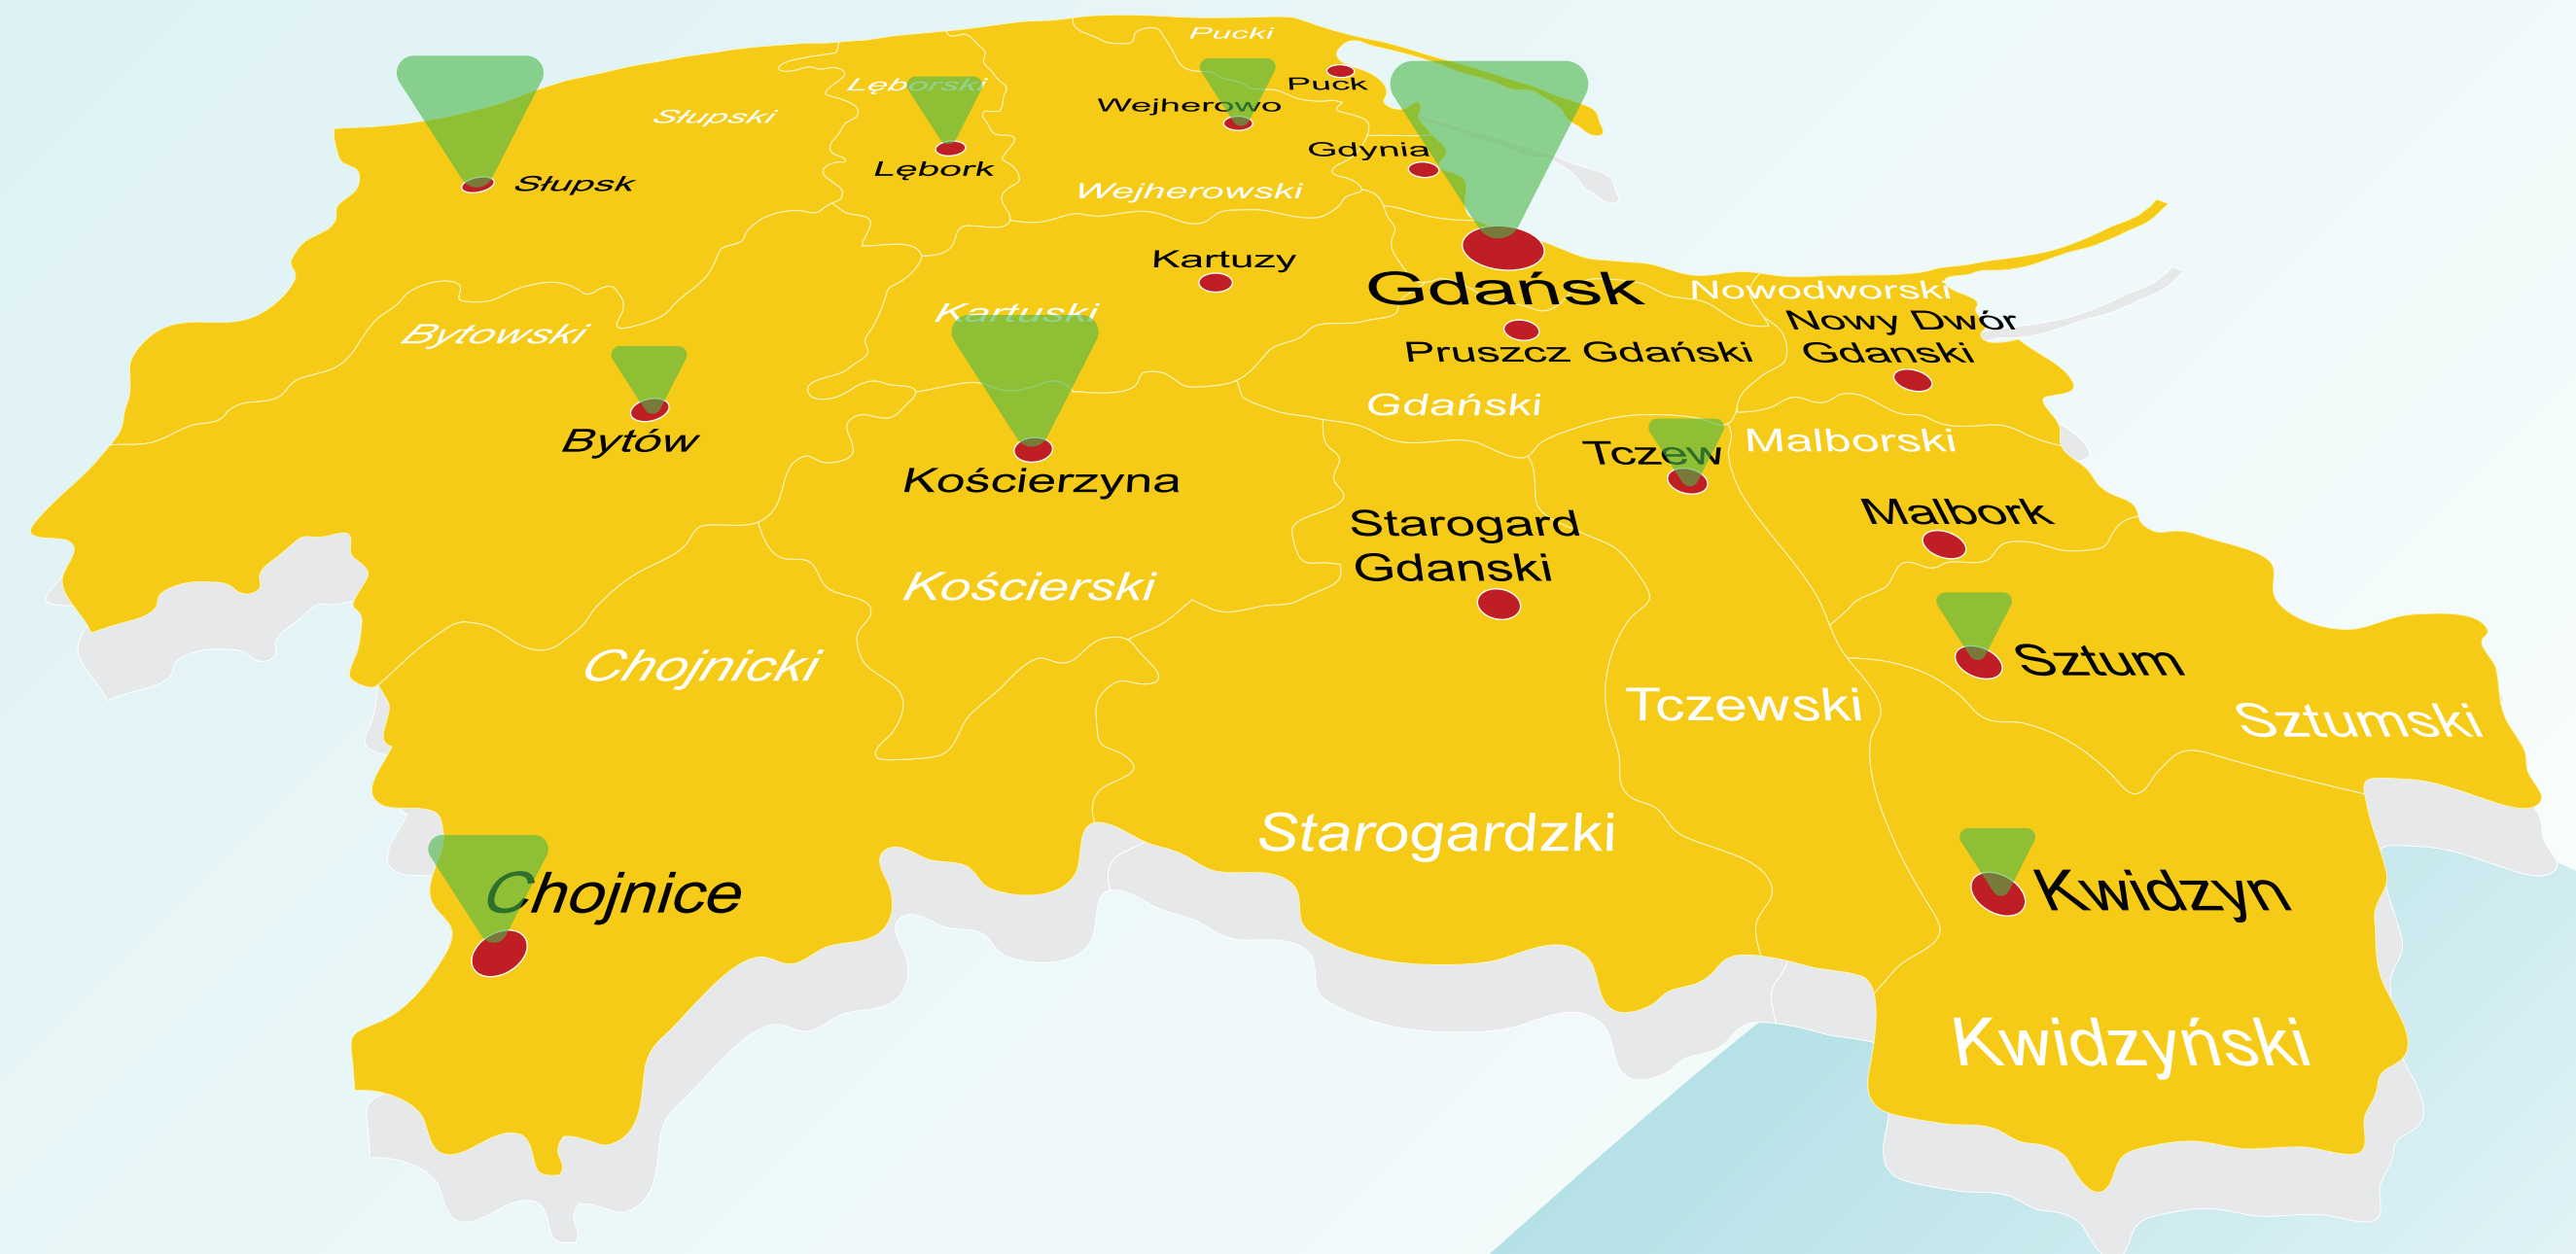 Pucki
Puck
Lęborski
Wejherowo
Słupski
Gdynia
Lębork
Słupsk
Wejherowski
Kartuzy
Gdańsk
Nowodworski
Kartuski
Nowy Dwór
Gdanski
Bytowski
Pruszcz Gdański
Gdański
Bytów
Malborski
Tczew
Kościerzyna
Malbork
Starogard
Gdanski
Kościerski
Chojnicki
Sztum
Tczewski
Sztumski
Starogardzki
Chojnice
Kwidzyn
Kwidzyński